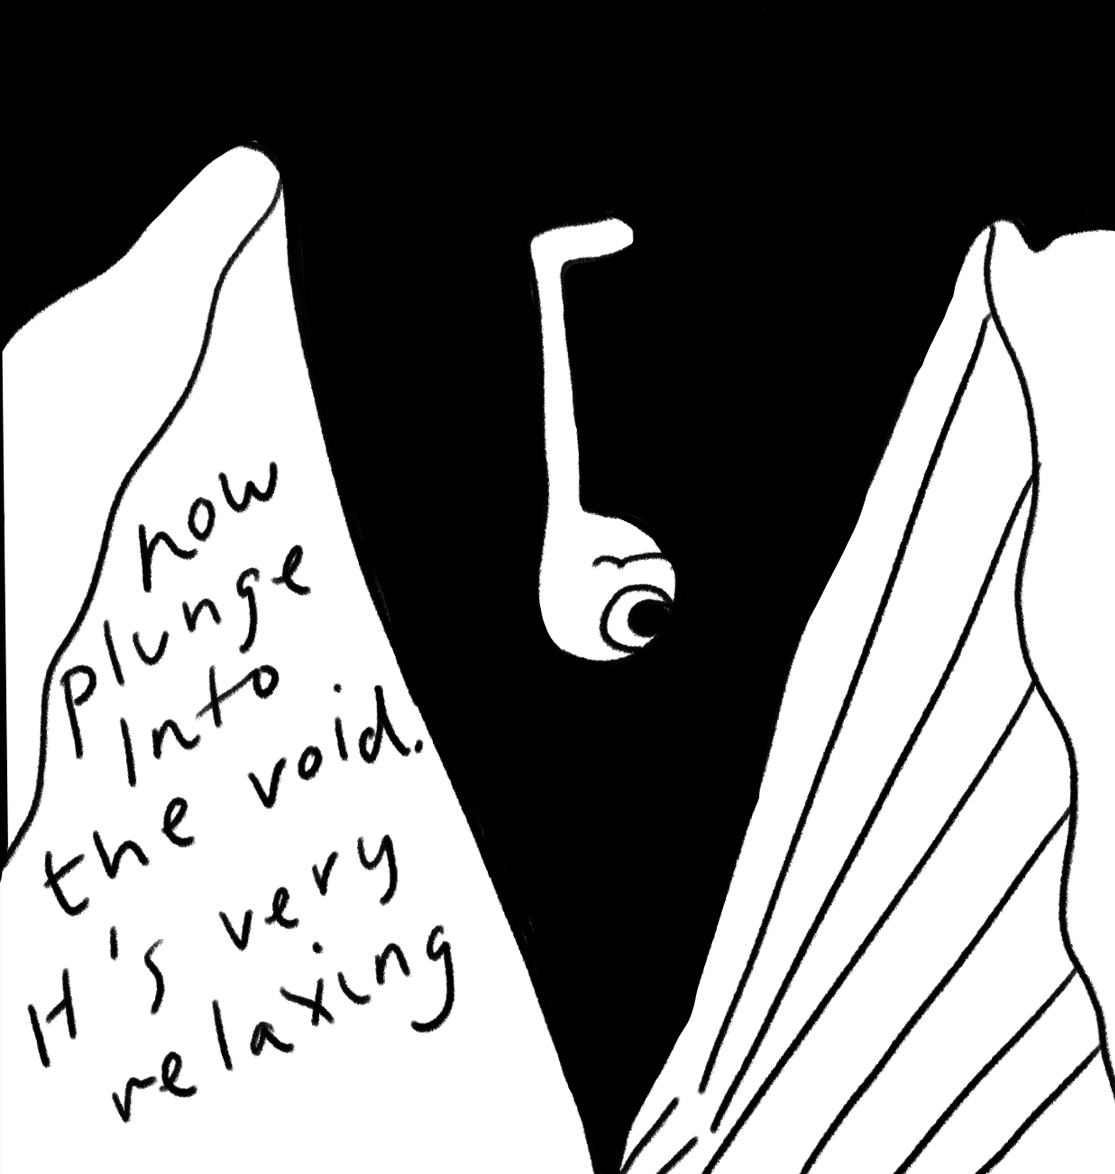 now
plunge
into
the void.
It's very
relaxing